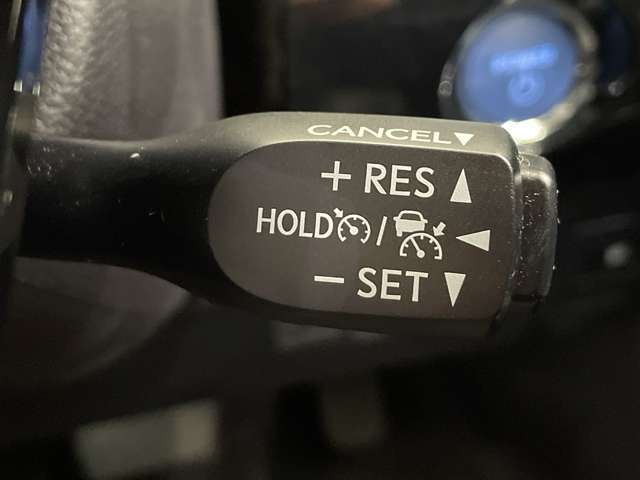 CANCEL▼
+ RES ▲
HOLD / ◀
− SET ▼